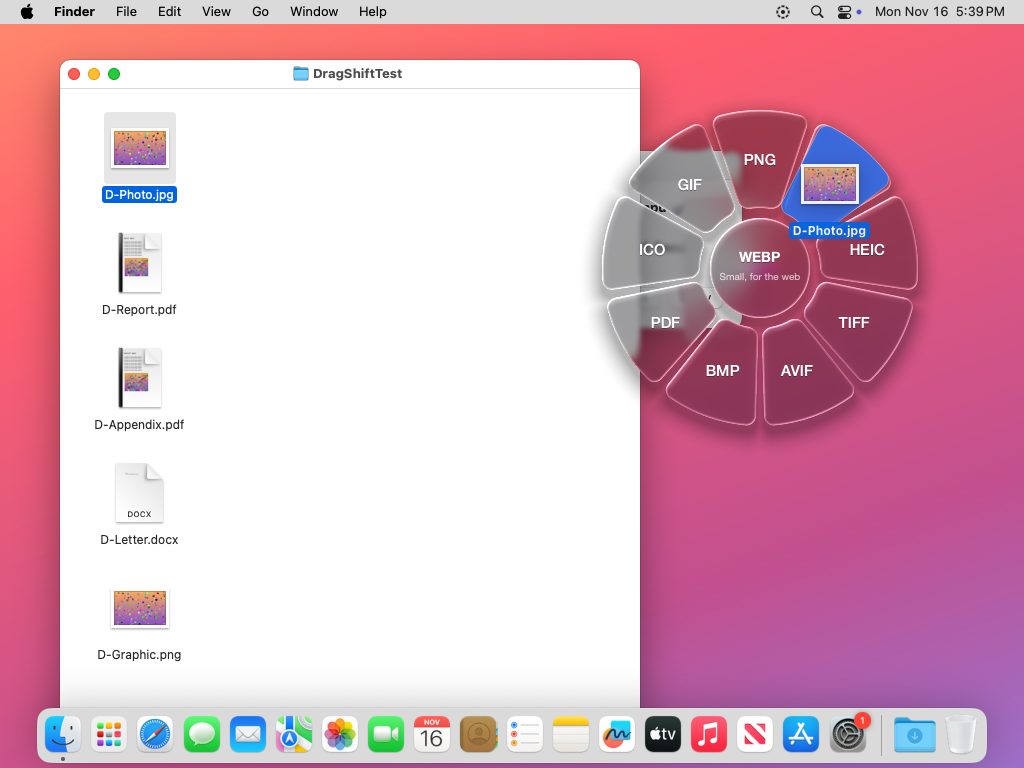 Finder File Edit View Go Window Help Mon Nov 16 5:39 PM
DragShiftTest
D-Photo.jpg
D-Report.pdf
D-Appendix.pdf
DOCX
D-Letter.docx
D-Graphic.png
PNG
GIF
D-Photo.jpg
ICO
HEIC
WEBP
Small, for the web
PDF
TIFF
BMP
AVIF
NOV
16
tv
1